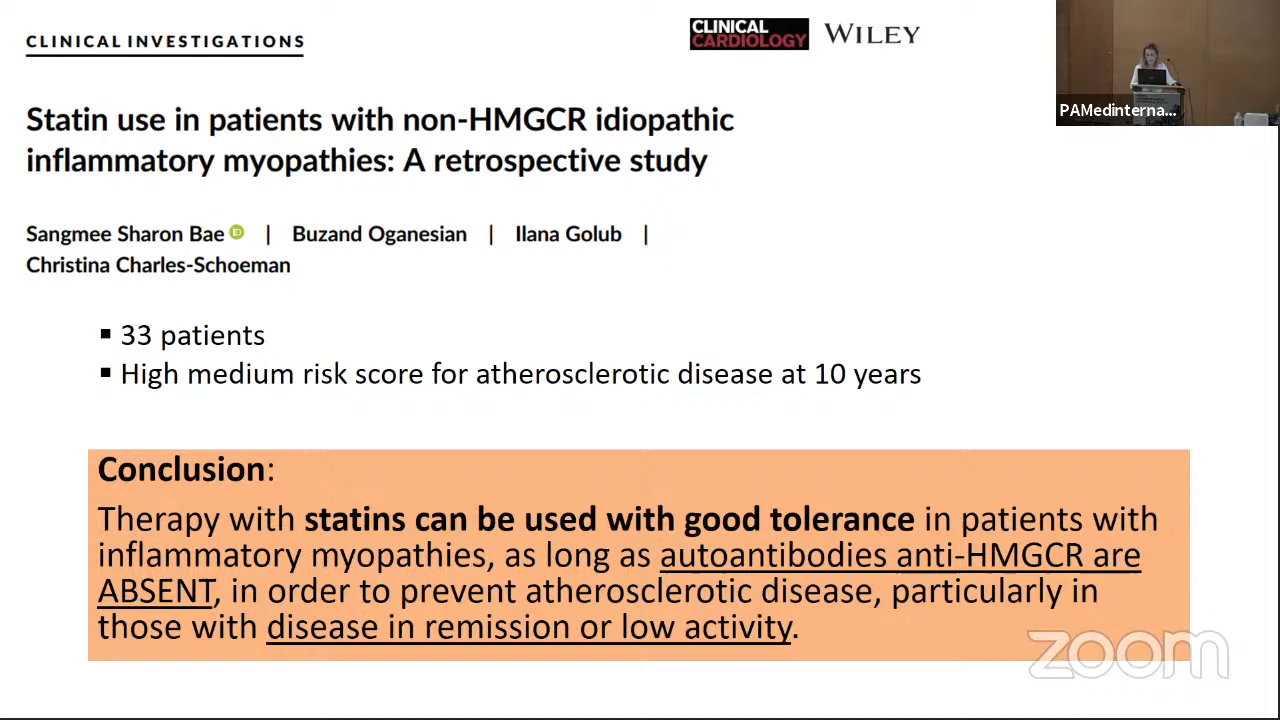 CLINICAL INVESTIGATIONS
CLINICAL
CARDIOLOGY
WILEY
PAMedinterna...
Statin use in patients with non-HMGCR idiopathic
inflammatory myopathies: A retrospective study
Sangmee Sharon Bae iD | Buzand Oganesian | Ilana Golub |
Christina Charles-Schoeman
▪ 33 patients
▪ High medium risk score for atherosclerotic disease at 10 years
Conclusion:
Therapy with statins can be used with good tolerance in patients with
inflammatory myopathies, as long as autoantibodies anti-HMGCR are
ABSENT, in order to prevent atherosclerotic disease, particularly in
those with disease in remission or low activity.
zoom